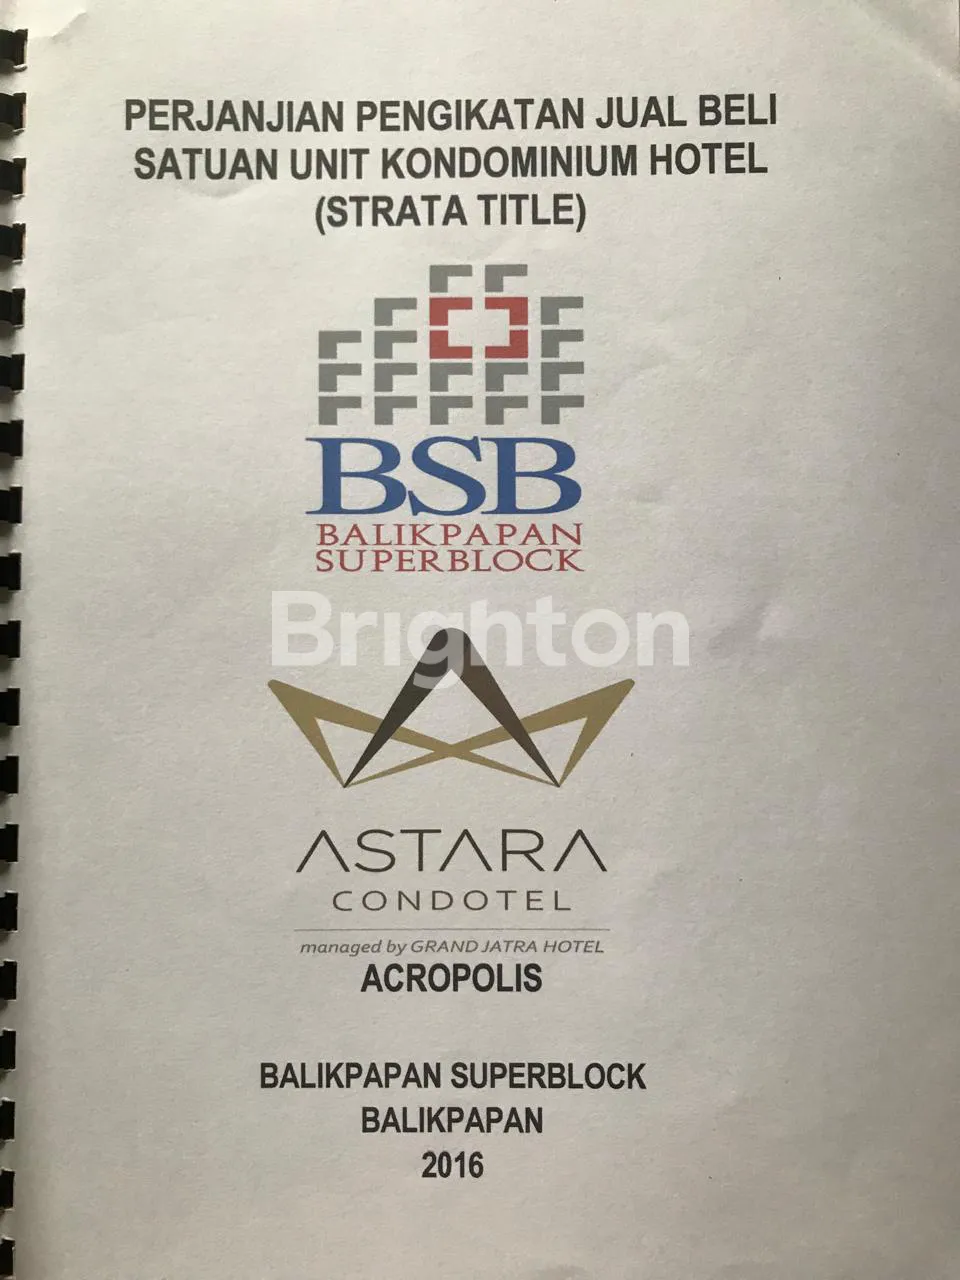 PERJANJIAN PENGIKATAN JUAL BELI
SATUAN UNIT KONDOMINIUM HOTEL
(STRATA TITLE)
BSB
BALIKPAPAN
SUPERBLOCK
Brighton
ASTARA
CONDOTEL
managed by GRAND JATRA HOTEL
ACROPOLIS
BALIKPAPAN SUPERBLOCK
BALIKPAPAN
2016